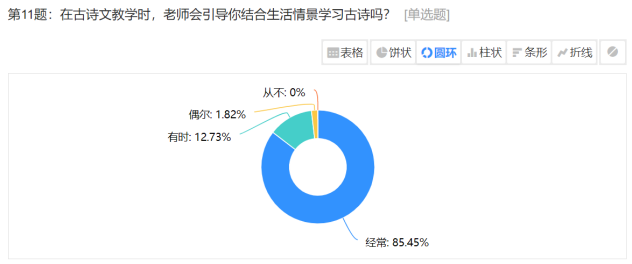 第11题：在古诗文教学时，老师会引导你结合生活情景学习古诗吗？ [单选题]
表格 饼状 圆环 柱状 条形 折线
从不: 0%
偶尔: 1.82%
有时: 12.73%
经常: 85.45%